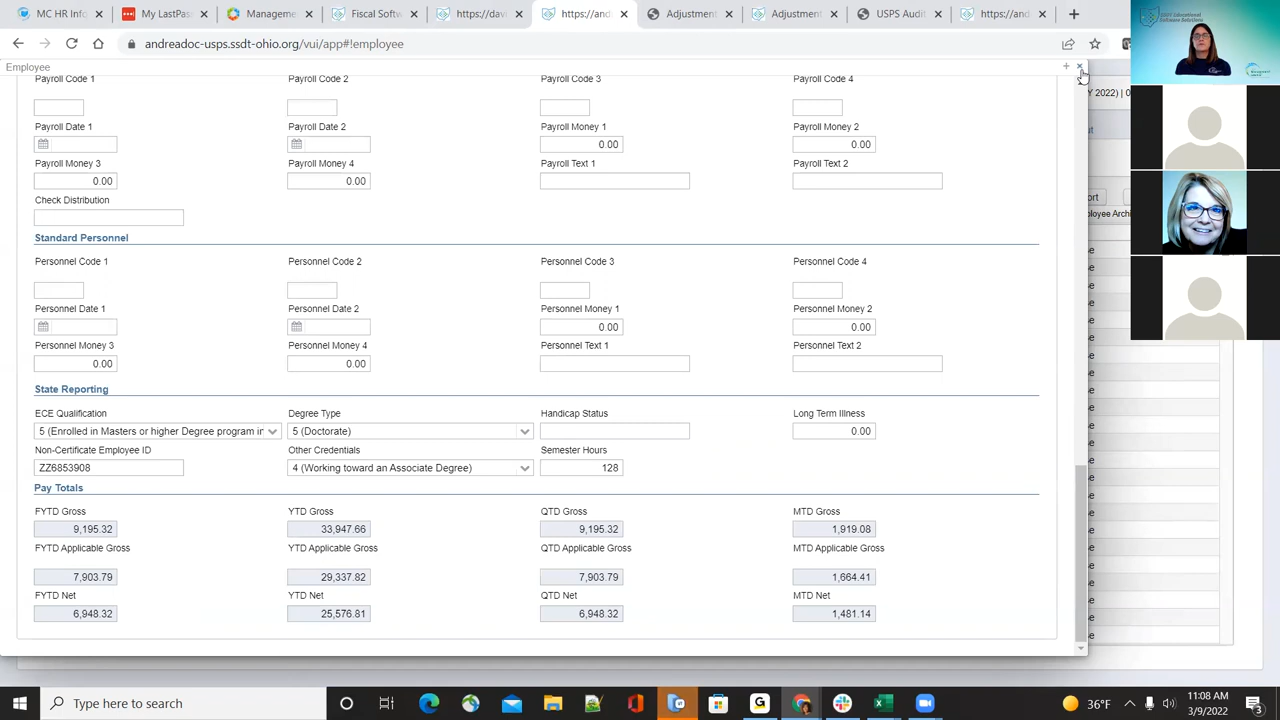 MC HR Info
My LastPass
Manageme
Fiscal Softw
https://andre
https://andre
Adjustment
Adjustment
USPS Ad
https://andre
andreadoc-usps.ssdt-ohio.org/vui/app#!employee
Employee
Y 2022) | 0
Payroll Code 1 Payroll Code 2 Payroll Code 3 Payroll Code 4
Payroll Date 1 Payroll Date 2 Payroll Money 1 Payroll Money 2
0.00 0.00
Payroll Money 3 Payroll Money 4 Payroll Text 1 Payroll Text 2
0.00 0.00
ort
Check Distribution
ployee Archi
Standard Personnel
Personnel Code 1 Personnel Code 2 Personnel Code 3 Personnel Code 4
Personnel Date 1 Personnel Date 2 Personnel Money 1 Personnel Money 2
0.00 0.00
Personnel Money 3 Personnel Money 4 Personnel Text 1 Personnel Text 2
0.00 0.00
State Reporting
ECE Qualification Degree Type Handicap Status Long Term Illness
5 (Enrolled in Masters or higher Degree program in 5 (Doctorate) 0.00
Non-Certificate Employee ID Other Credentials Semester Hours
ZZ6853908 4 (Working toward an Associate Degree) 128
Pay Totals
FYTD Gross YTD Gross QTD Gross MTD Gross
9,195.32 33,947.66 9,195.32 1,919.08
FYTD Applicable Gross YTD Applicable Gross QTD Applicable Gross MTD Applicable Gross
7,903.79 29,337.82 7,903.79 1,664.41
FYTD Net YTD Net QTD Net MTD Net
6,948.32 25,576.81 6,948.32 1,481.14
Type here to search
36°F
11:08 AM
3/9/2022
3